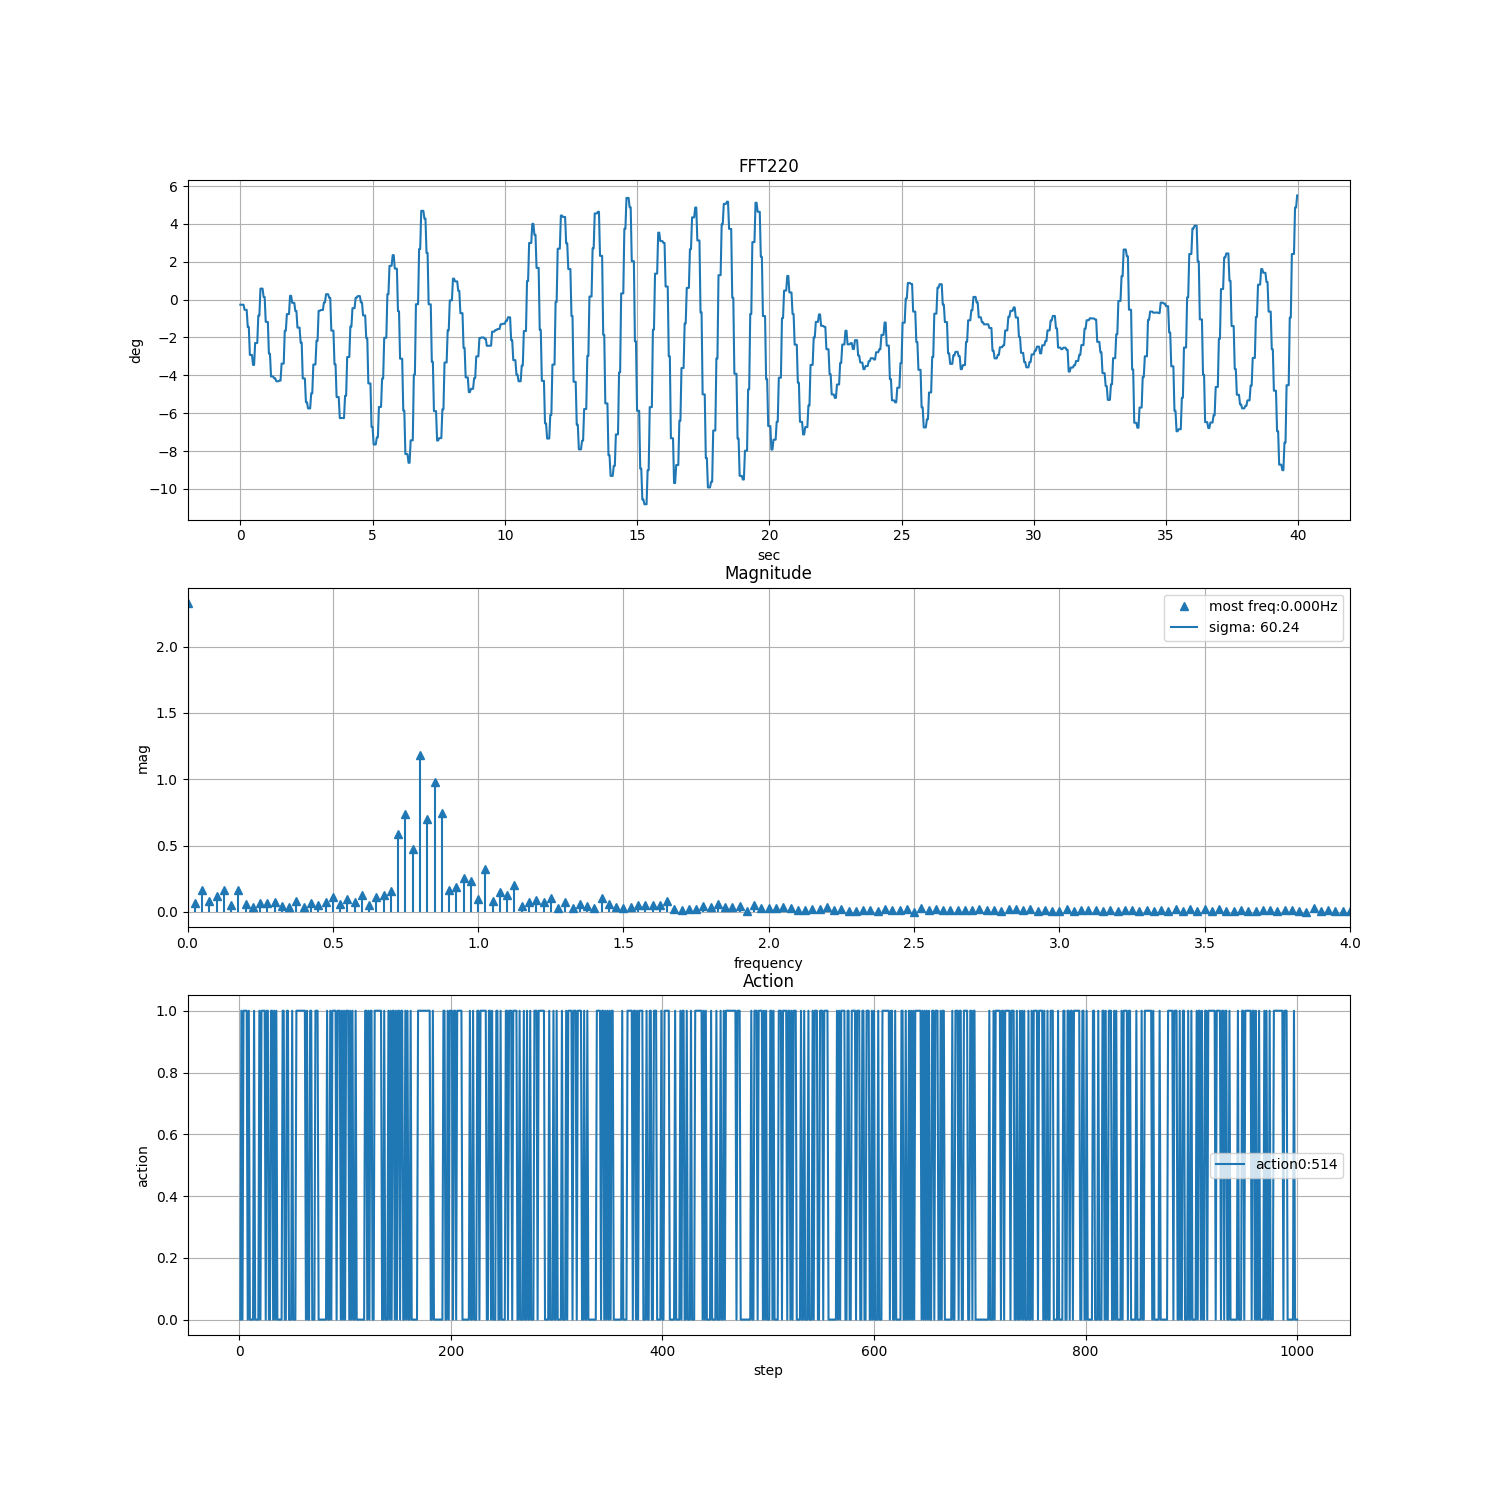 FFT220
6
4
2
0
−2
−4
−6
−8
−10
deg
0 5 10 15 20 25 30 35 40
sec
Magnitude
most freq:0.000Hz
sigma: 60.24
2.0
1.5
1.0
0.5
0.0
mag
0.0 0.5 1.0 1.5 2.0 2.5 3.0 3.5 4.0
frequency
Action
1.0
0.8
0.6
0.4
0.2
0.0
action
action0:514
0 200 400 600 800 1000
step